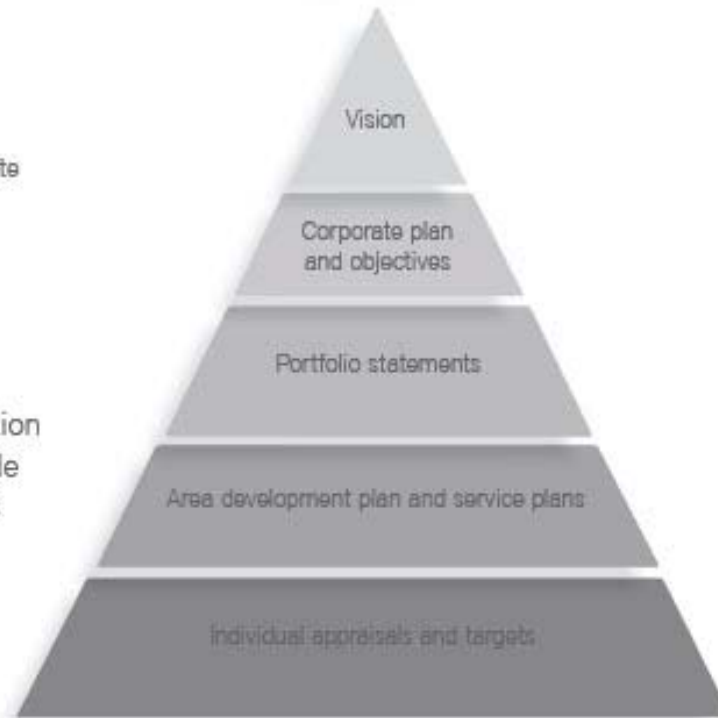 Vision
Corporate plan
and objectives
Portfolio statements
Area development plan and service plans
Individual appraisals and targets